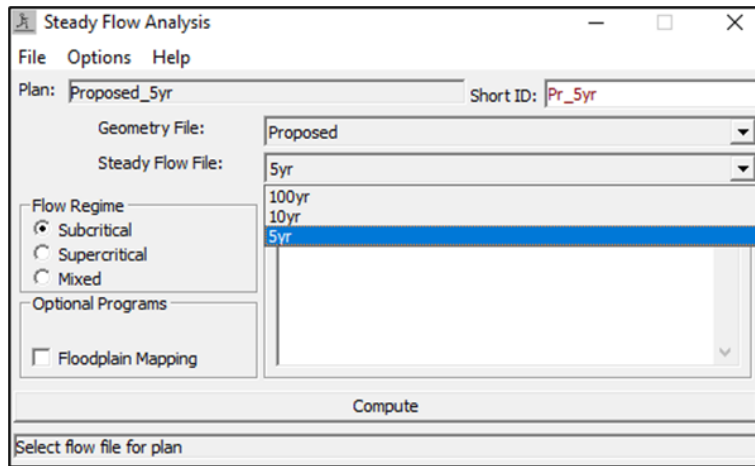 Steady Flow Analysis
File Options Help
Plan: Proposed_5yr Short ID: Pr_5yr
Geometry File: Proposed
Steady Flow File: 5yr
100yr
10yr
5yr
Flow Regime
Subcritical
Supercritical
Mixed
Optional Programs
Floodplain Mapping
Compute
Select flow file for plan